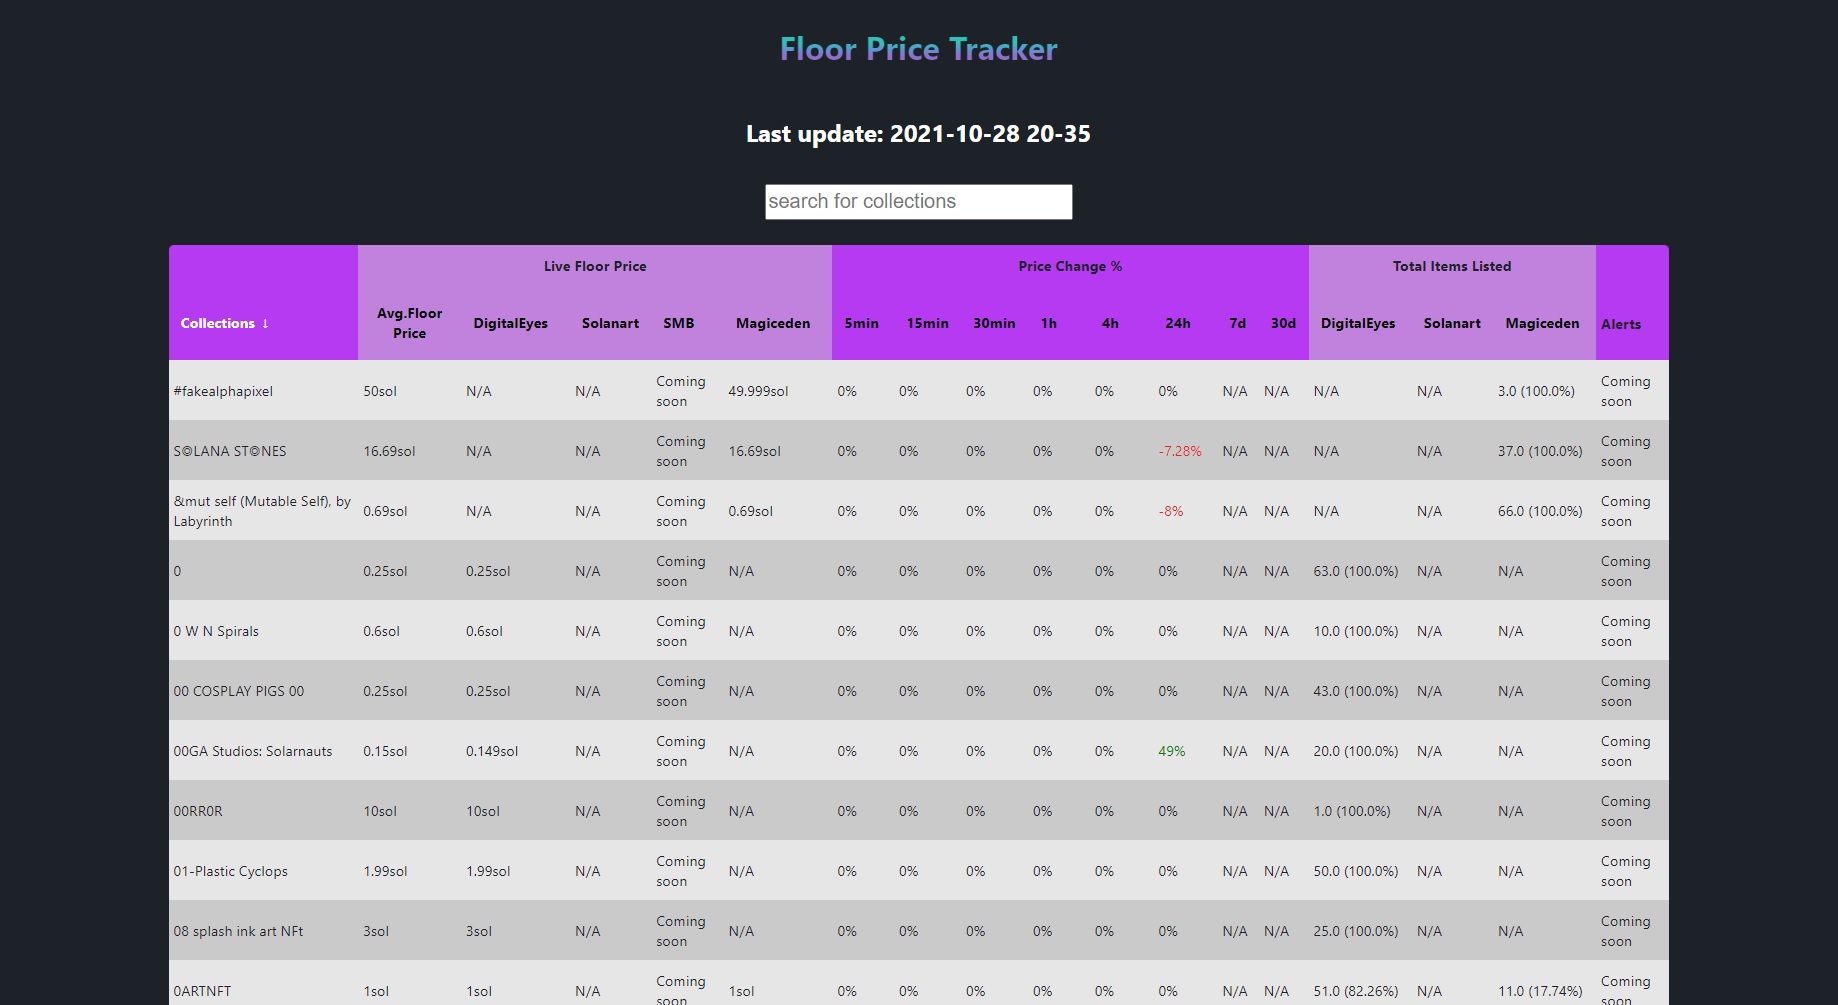 Floor Price Tracker
Last update: 2021-10-28 20-35
search for collections
Live Floor Price Price Change % Total Items Listed
Collections ↓ Avg.Floor Price DigitalEyes Solanart SMB Magiceden 5min 15min 30min 1h 4h 24h 7d 30d DigitalEyes Solanart Magiceden Alerts
#fakealphapixel 50sol N/A N/A Coming soon 49.999sol 0% 0% 0% 0% 0% 0% N/A N/A N/A N/A 3.0 (100.0%) Coming soon
S©LANA ST©NES 16.69sol N/A N/A Coming soon 16.69sol 0% 0% 0% 0% 0% -7.28% N/A N/A N/A N/A 37.0 (100.0%) Coming soon
&mut self (Mutable Self), by Labyrinth 0.69sol N/A N/A Coming soon 0.69sol 0% 0% 0% 0% 0% -8% N/A N/A N/A N/A 66.0 (100.0%) Coming soon
0 0.25sol 0.25sol N/A Coming soon N/A 0% 0% 0% 0% 0% 0% N/A N/A 63.0 (100.0%) N/A N/A Coming soon
0 W N Spirals 0.6sol 0.6sol N/A Coming soon N/A 0% 0% 0% 0% 0% 0% N/A N/A 10.0 (100.0%) N/A N/A Coming soon
00 COSPLAY PIGS 00 0.25sol 0.25sol N/A Coming soon N/A 0% 0% 0% 0% 0% 0% N/A N/A 43.0 (100.0%) N/A N/A Coming soon
00GA Studios: Solarnauts 0.15sol 0.149sol N/A Coming soon N/A 0% 0% 0% 0% 0% 49% N/A N/A 20.0 (100.0%) N/A N/A Coming soon
00RR0R 10sol 10sol N/A Coming soon N/A 0% 0% 0% 0% 0% 0% N/A N/A 1.0 (100.0%) N/A N/A Coming soon
01-Plastic Cyclops 1.99sol 1.99sol N/A Coming soon N/A 0% 0% 0% 0% 0% 0% N/A N/A 50.0 (100.0%) N/A N/A Coming soon
08 splash ink art NFt 3sol 3sol N/A Coming soon N/A 0% 0% 0% 0% 0% 0% N/A N/A 25.0 (100.0%) N/A N/A Coming soon
0ARTNFT 1sol 1sol N/A Coming soon 1sol 0% 0% 0% 0% 0% 0% N/A N/A 51.0 (82.26%) N/A 11.0 (17.74%) Coming soon